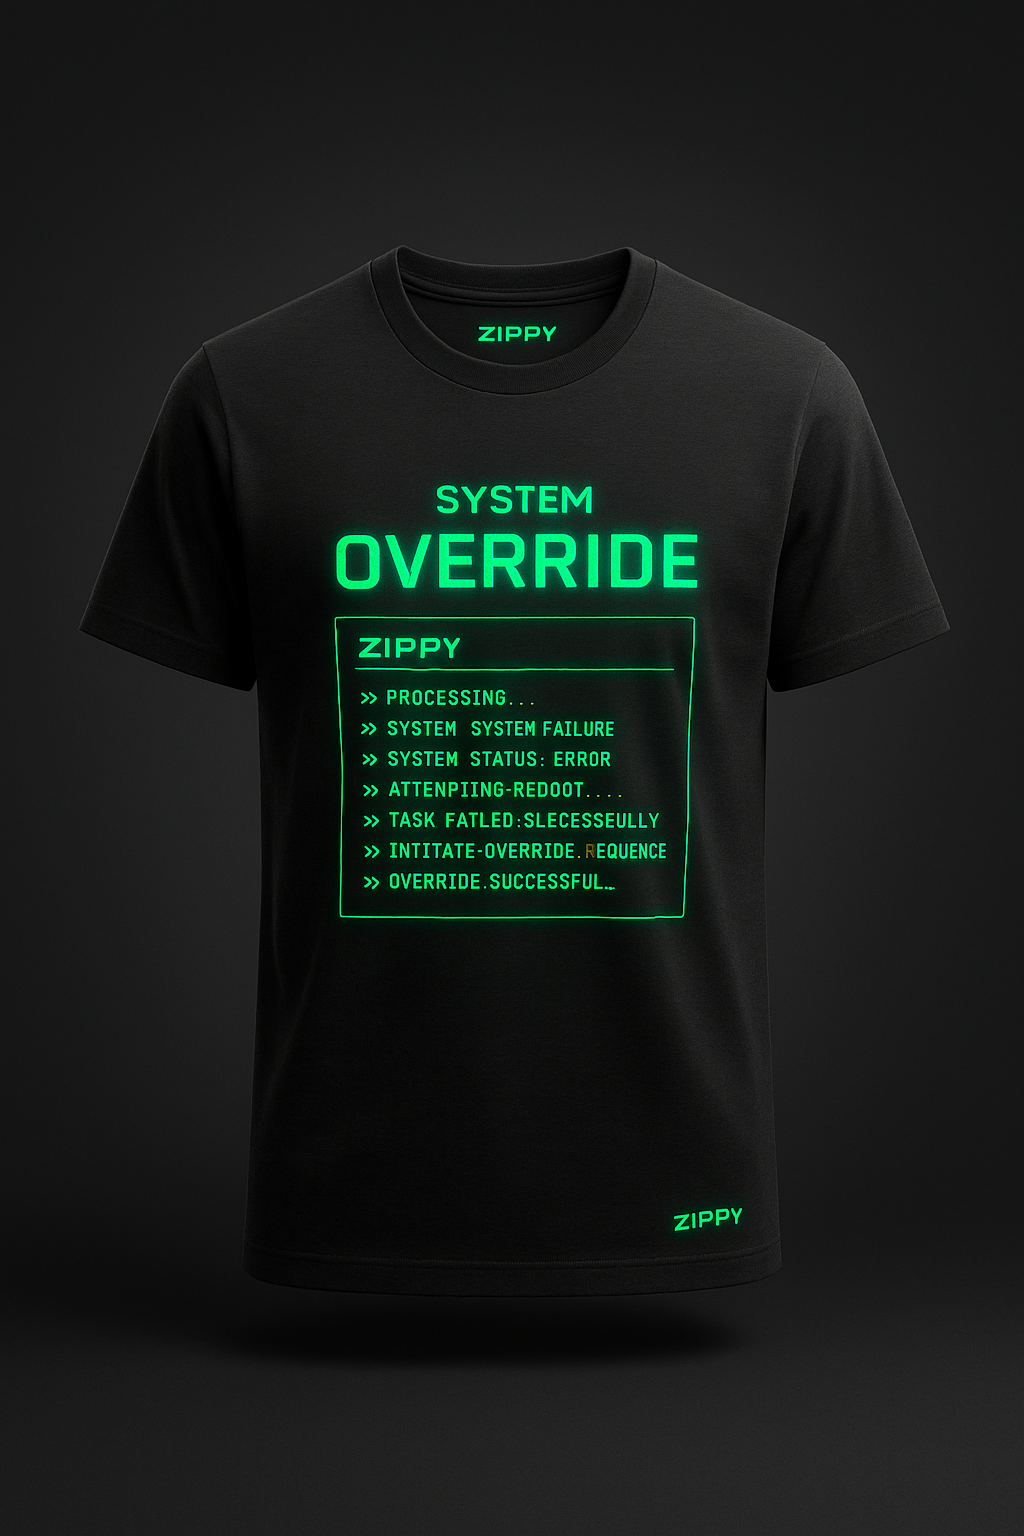 ZIPPY
SYSTEM
OVERRIDE
ZIPPY
>> PROCESSING...
>> SYSTEM SYSTEM FAILURE
>> SYSTEM STATUS: ERROR
>> ATTENPIING-REDOOT....
>> TASK FATLED:SLECESSEULLY
>> INTITATE-OVERRIDE.REQUENCE
>> OVERRIDE.SUCCESSFUL...
ZIPPY